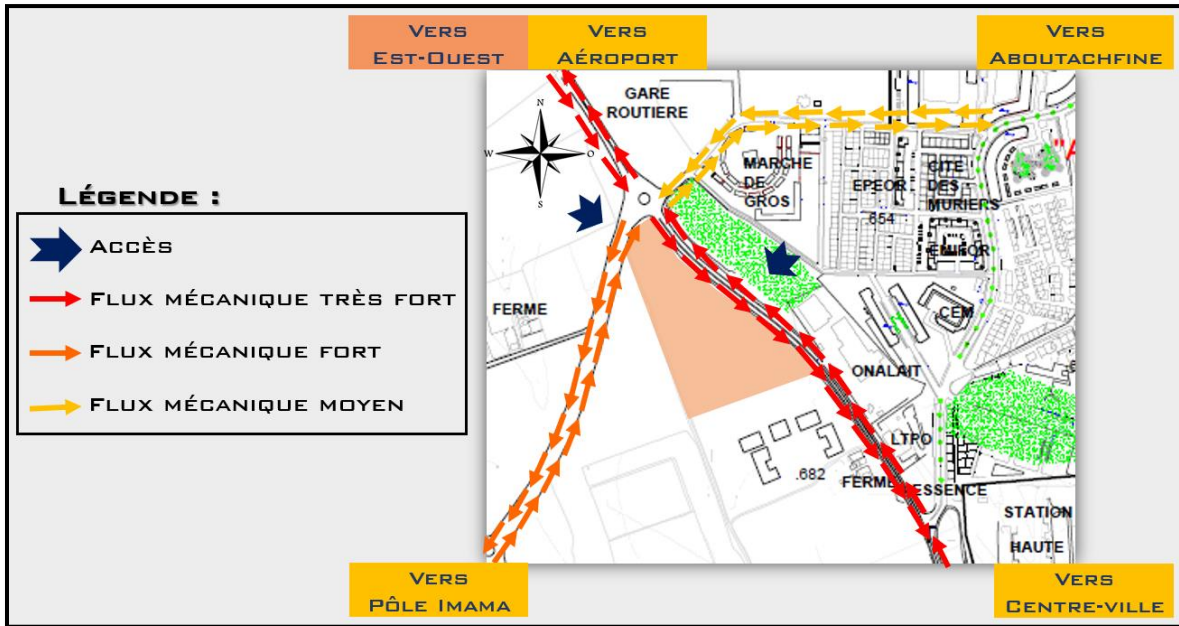 VERS
EST-OUEST
VERS
AÉROPORT
VERS
ABOUTACHFINE
LÉGENDE :
ACCÈS
FLUX MÉCANIQUE TRÈS FORT
FLUX MÉCANIQUE FORT
FLUX MÉCANIQUE MOYEN
N
W
O
S
GARE
ROUTIERE
MARCHE
DE
GROS
EPEOR
CITE
DES
MURIERS
.654
"A
FERME
CEM
ONALAIT
LTPO
.682
FERME
ESSENCE
STATION
HAUTE
VERS
PÔLE IMAMA
VERS
CENTRE-VILLE